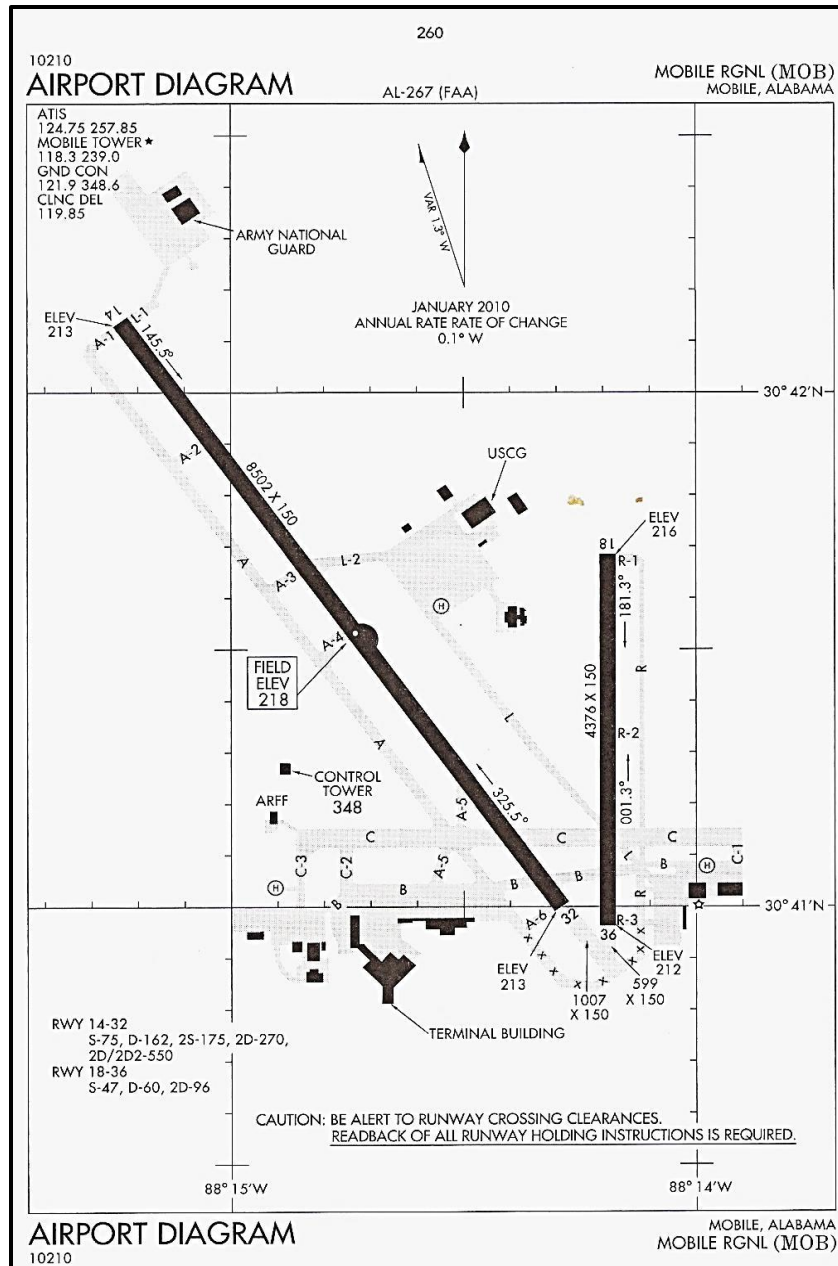 260
10210
AIRPORT DIAGRAM
AL-267 (FAA)
MOBILE RGNL (MOB)
MOBILE, ALABAMA
ATIS
124.75 257.85
MOBILE TOWER ★
118.3 239.0
GND CON
121.9 348.6
CLNC DEL
119.85
ARMY NATIONAL
GUARD
VAR 1.3° W
JANUARY 2010
ANNUAL RATE RATE OF CHANGE
0.1° W
ELEV
213
14
L-1
A-1
145.5°
30° 42'N
A-2
8502 X 150
USCG
ELEV
216
18
R-1
L-2
A
A-3
H
181.3°
A-4
FIELD
ELEV
218
R
4376 X 150
L
R-2
A
CONTROL
TOWER
348
325.5°
001.3°
ARFF
A-5
C
C
C
C-3
C-2
A-5
L
B
H
C-1
H
B
B
B
B
R
A-6
32
R-3
36
30° 41'N
ELEV
213
ELEV
212
1007
X 150
599
X 150
x x x x x x x x
TERMINAL BUILDING
RWY 14-32
S-75, D-162, 2S-175, 2D-270,
2D/2D2-550
RWY 18-36
S-47, D-60, 2D-96
CAUTION: BE ALERT TO RUNWAY CROSSING CLEARANCES.
READBACK OF ALL RUNWAY HOLDING INSTRUCTIONS IS REQUIRED.
88° 15'W
88° 14'W
AIRPORT DIAGRAM
10210
MOBILE, ALABAMA
MOBILE RGNL (MOB)